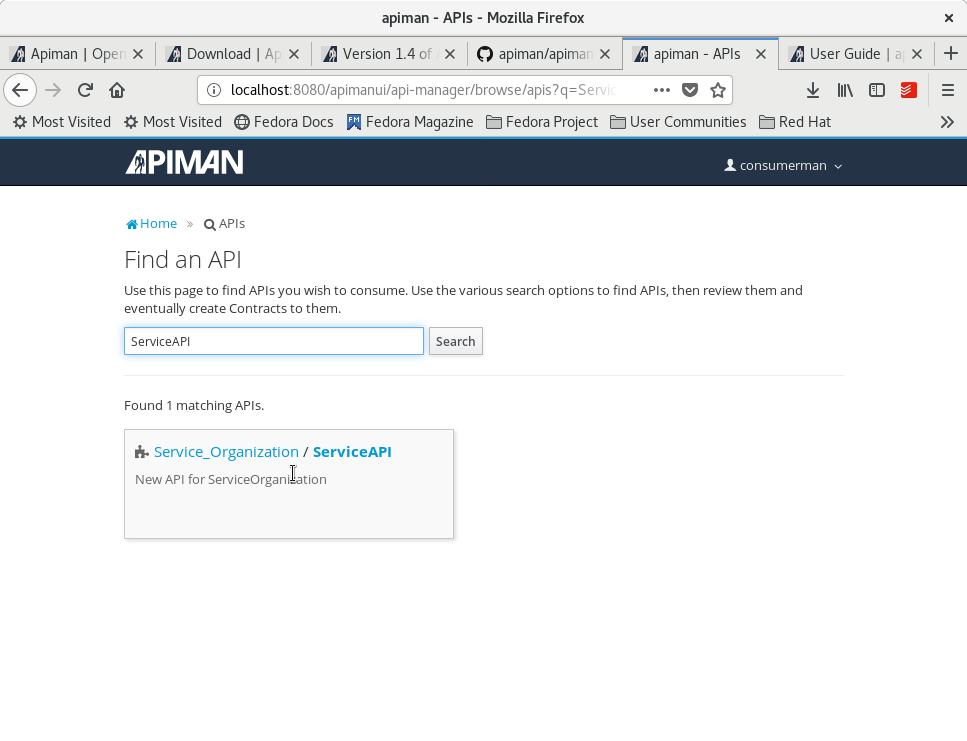 apiman - APIs - Mozilla Firefox
Apiman | Open
Download | Ap
Version 1.4 of
apiman/apiman
apiman - APIs
User Guide | a
localhost:8080/apimanui/api-manager/browse/apis?q=Servic
Most Visited
Most Visited
Fedora Docs
Fedora Magazine
Fedora Project
User Communities
Red Hat
APIMAN
consumerman
Home » APIs
Find an API
Use this page to find APIs you wish to consume. Use the various search options to find APIs, then review them and
eventually create Contracts to them.
ServiceAPI
Search
Found 1 matching APIs.
Service_Organization / ServiceAPI
New API for ServiceOrganization